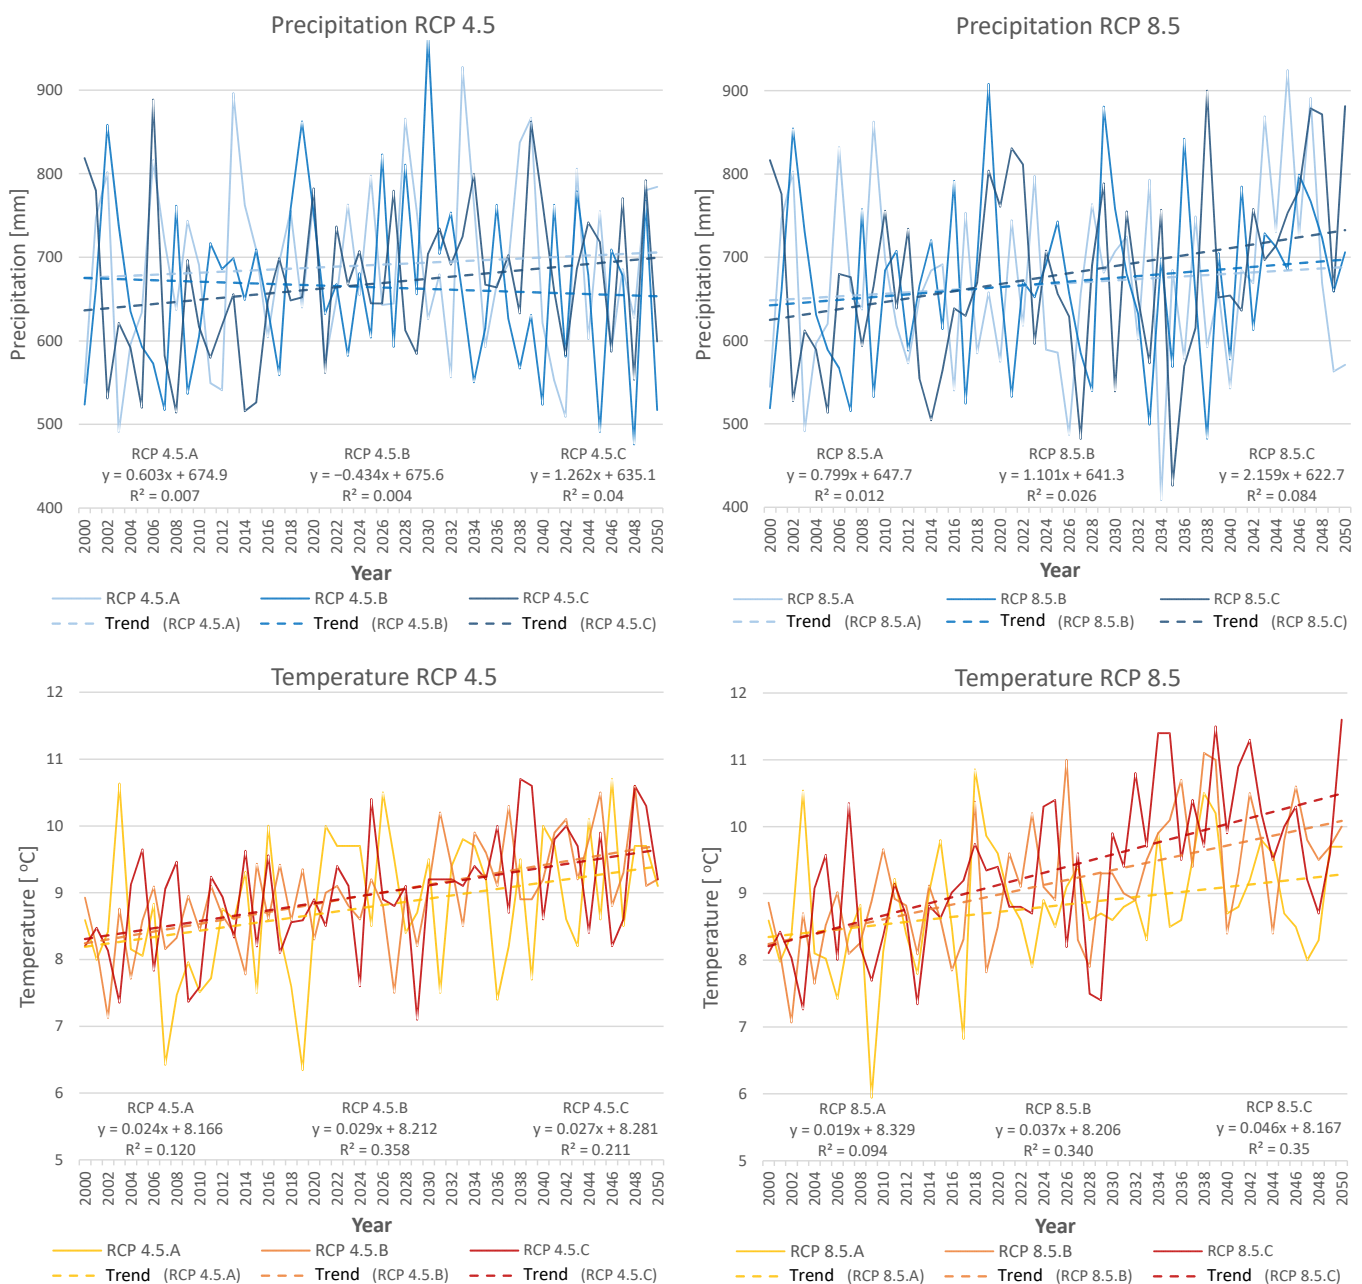 Precipitation RCP 4.5
Precipitation [mm]
900
800
700
600
500
400
RCP 4.5.A
y = 0.603x + 674.9
R² = 0.007
RCP 4.5.B
y = −0.434x + 675.6
R² = 0.004
RCP 4.5.C
y = 1.262x + 635.1
R² = 0.04
2000 2002 2004 2006 2008 2010 2012 2014 2016 2018 2020 2022 2024 2026 2028 2030 2032 2034 2036 2038 2040 2042 2044 2046 2048 2050
Year
RCP 4.5.A RCP 4.5.B RCP 4.5.C
Trend (RCP 4.5.A) Trend (RCP 4.5.B) Trend (RCP 4.5.C)
Precipitation RCP 8.5
Precipitation [mm]
900
800
700
600
500
400
RCP 8.5.A
y = 0.799x + 647.7
R² = 0.012
RCP 8.5.B
y = 1.101x + 641.3
R² = 0.026
RCP 8.5.C
y = 2.159x + 622.7
R² = 0.084
2000 2002 2004 2006 2008 2010 2012 2014 2016 2018 2020 2022 2024 2026 2028 2030 2032 2034 2036 2038 2040 2042 2044 2046 2048 2050
Year
RCP 8.5.A RCP 8.5.B RCP 8.5.C
Trend (RCP 8.5.A) Trend (RCP 8.5.B) Trend (RCP 8.5.C)
Temperature RCP 4.5
Temperature [ °C]
12
11
10
9
8
7
6
5
RCP 4.5.A
y = 0.024x + 8.166
R² = 0.120
RCP 4.5.B
y = 0.029x + 8.212
R² = 0.358
RCP 4.5.C
y = 0.027x + 8.281
R² = 0.211
2000 2002 2004 2006 2008 2010 2012 2014 2016 2018 2020 2022 2024 2026 2028 2030 2032 2034 2036 2038 2040 2042 2044 2046 2048 2050
Year
RCP 4.5.A RCP 4.5.B RCP 4.5.C
Trend (RCP 4.5.A) Trend (RCP 4.5.B) Trend (RCP 4.5.C)
Temperature RCP 8.5
Temperature [ °C]
12
11
10
9
8
7
6
5
RCP 8.5.A
y = 0.019x + 8.329
R² = 0.094
RCP 8.5.B
y = 0.037x + 8.206
R² = 0.340
RCP 8.5.C
y = 0.046x + 8.167
R² = 0.35
2000 2002 2004 2006 2008 2010 2012 2014 2016 2018 2020 2022 2024 2026 2028 2030 2032 2034 2036 2038 2040 2042 2044 2046 2048 2050
Year
RCP 8.5.A RCP 8.5.B RCP 8.5.C
Trend (RCP 8.5.A) Trend (RCP 8.5.B) Trend (RCP 8.5.C)